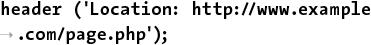 header ('Location: http://www.example
→ .com/page.php');